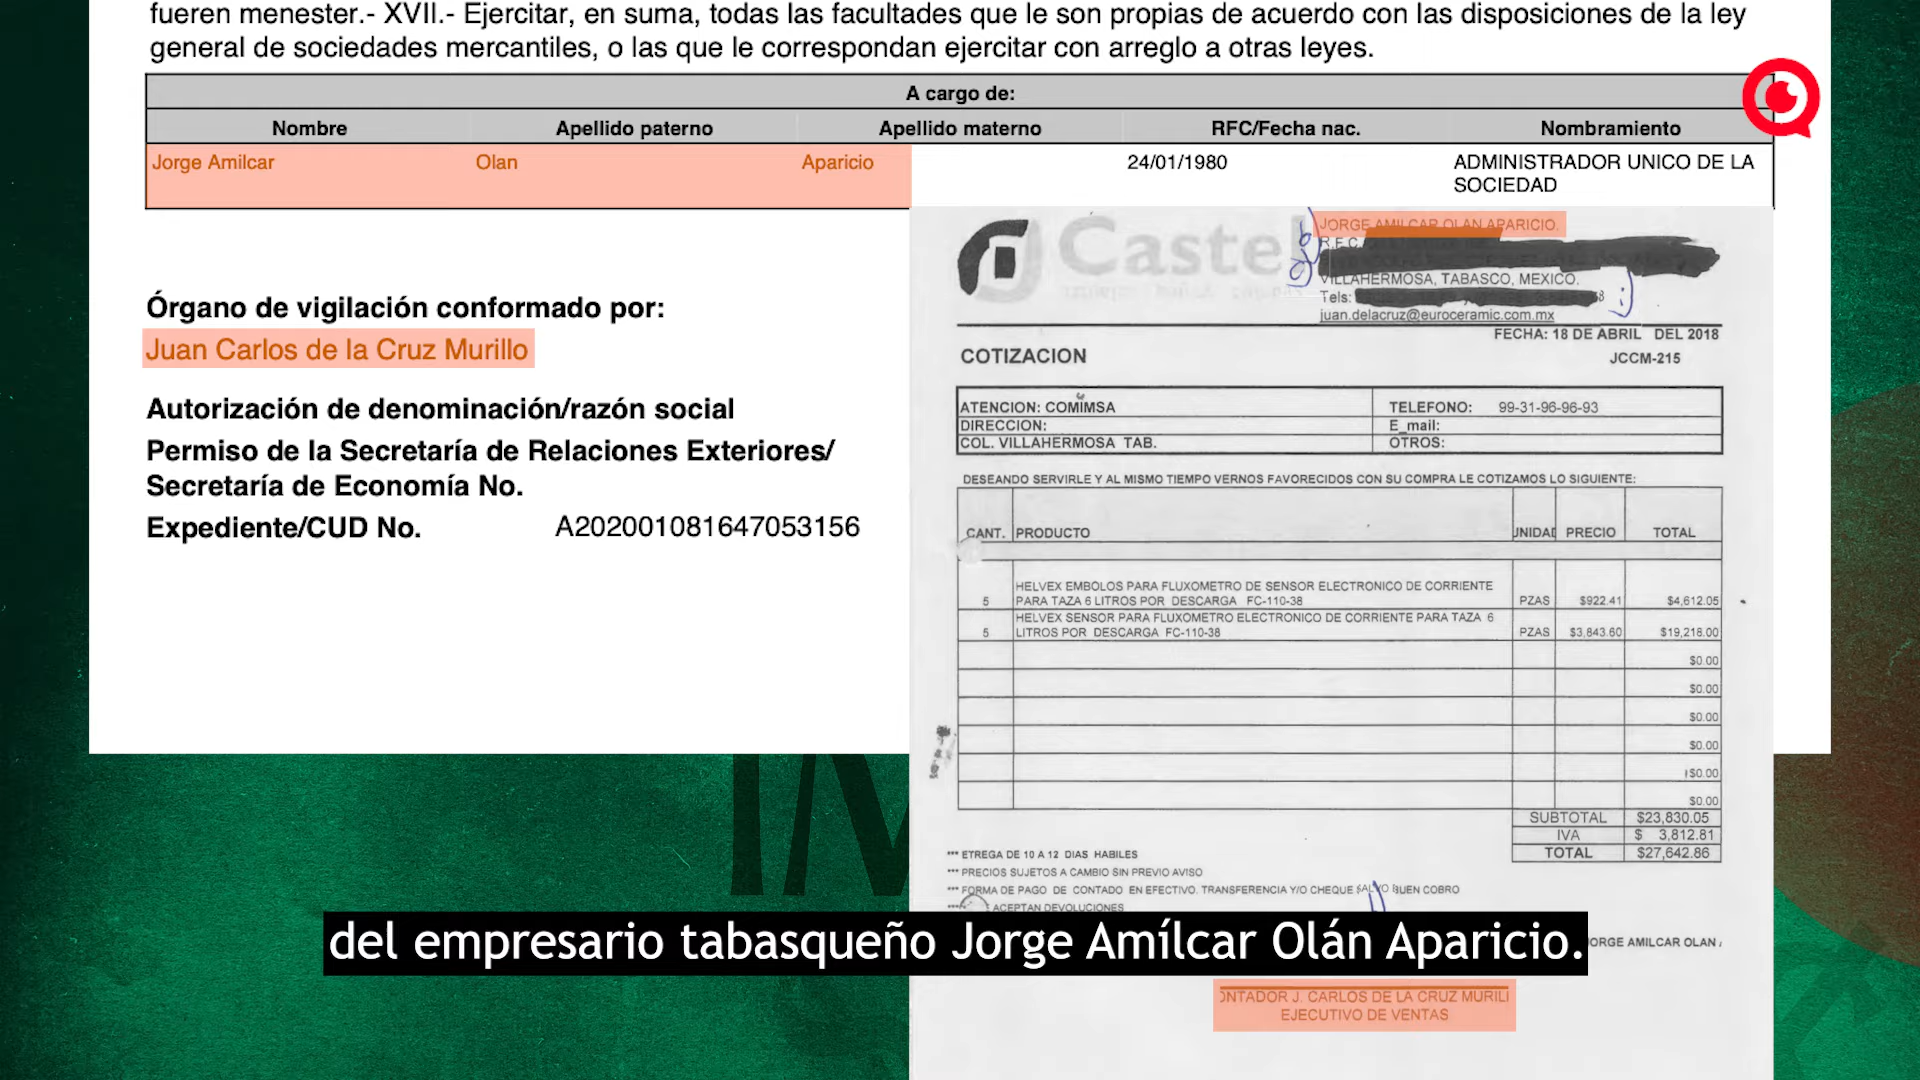 fueren menester.- XVII.- Ejercitar, en suma, todas las facultades que le son propias de acuerdo con las disposiciones de la ley
general de sociedades mercantiles, o las que le correspondan ejercitar con arreglo a otras leyes.
A cargo de:
Nombre Apellido paterno Apellido materno RFC/Fecha nac. Nombramiento
Jorge Amilcar Olan Aparicio 24/01/1980 ADMINISTRADOR UNICO DE LA
SOCIEDAD
Órgano de vigilación conformado por:
Juan Carlos de la Cruz Murillo
Autorización de denominación/razón social
Permiso de la Secretaría de Relaciones Exteriores/
Secretaría de Economía No.
Expediente/CUD No. A202001081647053156
Castel
JORGE AMILCAR OLAN APARICIO.
R.F.C.
VILLAHERMOSA, TABASCO, MEXICO.
Tels:
juan.delacruz@euroceramic.com.mx
FECHA: 18 DE ABRIL DEL 2018
COTIZACION
JCCM-215
ATENCION: COMIMSA TELEFONO: 99-31-96-96-93
DIRECCION: E_mail:
COL. VILLAHERMOSA TAB. OTROS:
DESEANDO SERVIRLE Y AL MISMO TIEMPO VERNOS FAVORECIDOS CON SU COMPRA LE COTIZAMOS LO SIGUIENTE:
CANT. PRODUCTO UNIDAD PRECIO TOTAL
HELVEX EMBOLOS PARA FLUXOMETRO DE SENSOR ELECTRONICO DE CORRIENTE
5 PARA TAZA 6 LITROS POR DESCARGA FC-110-38 PZAS $922.41 $4,612.05
HELVEX SENSOR PARA FLUXOMETRO ELECTRONICO DE CORRIENTE PARA TAZA 6
5 LITROS POR DESCARGA FC-110-38 PZAS $3,843.60 $19,218.00
$0.00
$0.00
$0.00
$0.00
$0.00
$0.00
SUBTOTAL $23,830.05
IVA $ 3,812.81
TOTAL $27,642.86
*** ETREGA DE 10 A 12 DIAS HABILES
*** PRECIOS SUJETOS A CAMBIO SIN PREVIO AVISO
*** FORMA DE PAGO DE CONTADO EN EFECTIVO. TRANSFERENCIA Y/O CHEQUE SALVO BUEN COBRO
ACEPTAN DEVOLUCIONES
del empresario tabasqueño Jorge Amílcar Olán Aparicio.
ORGE AMILCAR OLAN
ONTADOR J. CARLOS DE LA CRUZ MURILL
EJECUTIVO DE VENTAS